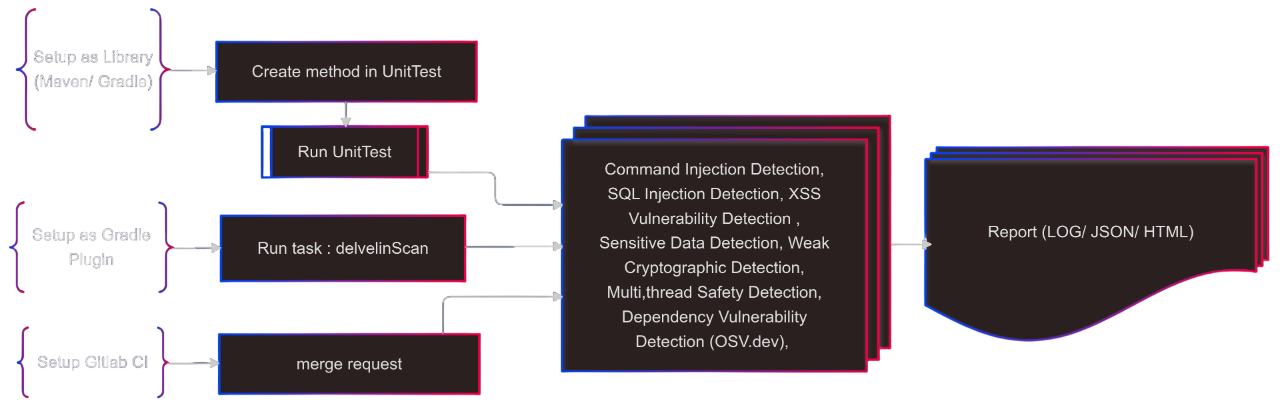 Setup as Library
(Maven/ Gradle)
Create method in UnitTest
Run UnitTest
Setup as Gradle
Plugin
Run task : delvelinScan
Setup Gitlab CI
merge request
Command Injection Detection,
SQL Injection Detection, XSS
Vulnerability Detection ,
Sensitive Data Detection, Weak
Cryptographic Detection,
Multi,thread Safety Detection,
Dependency Vulnerability
Detection (OSV.dev),
Report (LOG/ JSON/ HTML)